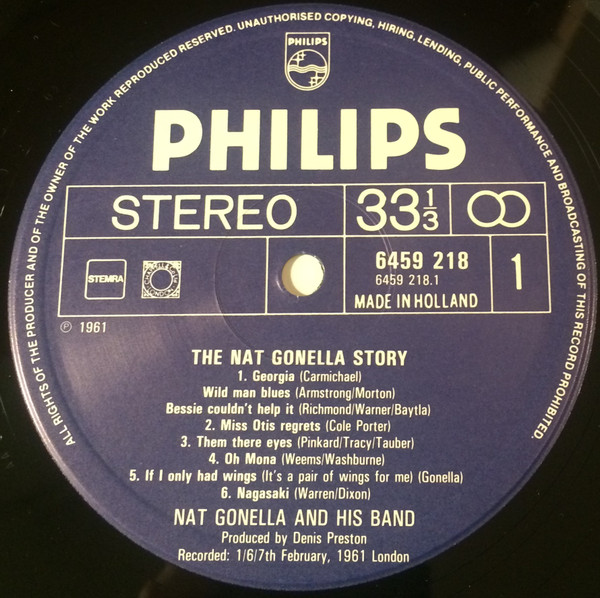 ALL RIGHTS OF THE PRODUCER AND OF THE OWNER OF THE WORK REPRODUCED RESERVED. UNAUTHORISED COPYING, HIRING, LENDING, PUBLIC PERFORMANCE AND BROADCASTING OF THIS RECORD PROHIBITED.
PHILIPS
PHILIPS
STEREO
33 1/3
STEMRA
6459 218
6459 218.1
1
MADE IN HOLLAND
℗ 1961
THE NAT GONELLA STORY
1. Georgia (Carmichael)
Wild man blues (Armstrong/Morton)
Bessie couldn't help it (Richmond/Warner/Baytla)
2. Miss Otis regrets (Cole Porter)
3. Them there eyes (Pinkard/Tracy/Tauber)
4. Oh Mona (Weems/Washburne)
5. If I only had wings (It's a pair of wings for me) (Gonella)
6. Nagasaki (Warren/Dixon)
NAT GONELLA AND HIS BAND
Produced by Denis Preston
Recorded: 1/6/7th February, 1961 London